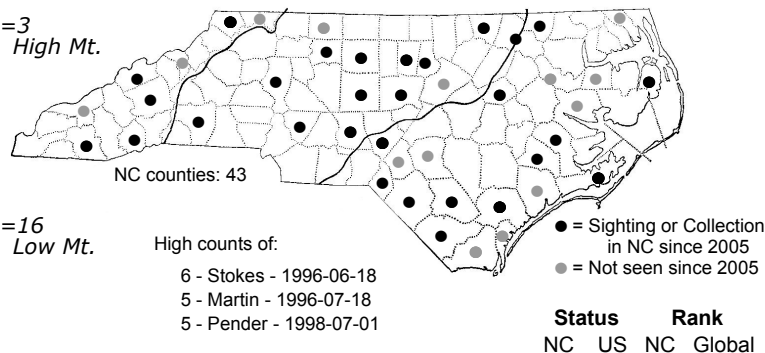 =3
High Mt.
NC counties: 43
=16
Low Mt.
High counts of:
6 - Stokes - 1996-06-18
5 - Martin - 1996-07-18
5 - Pender - 1998-07-01
= Sighting or Collection
in NC since 2005
= Not seen since 2005
Status Rank
NC US NC Global